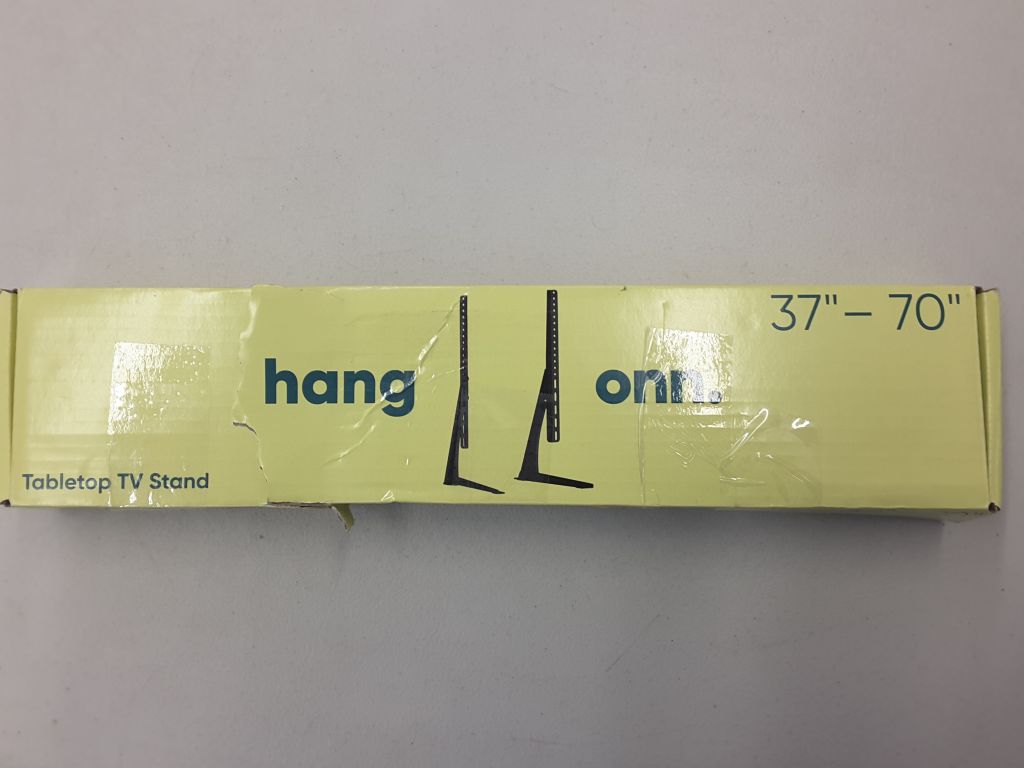 37"– 70"
hang onn.
Tabletop TV Stand